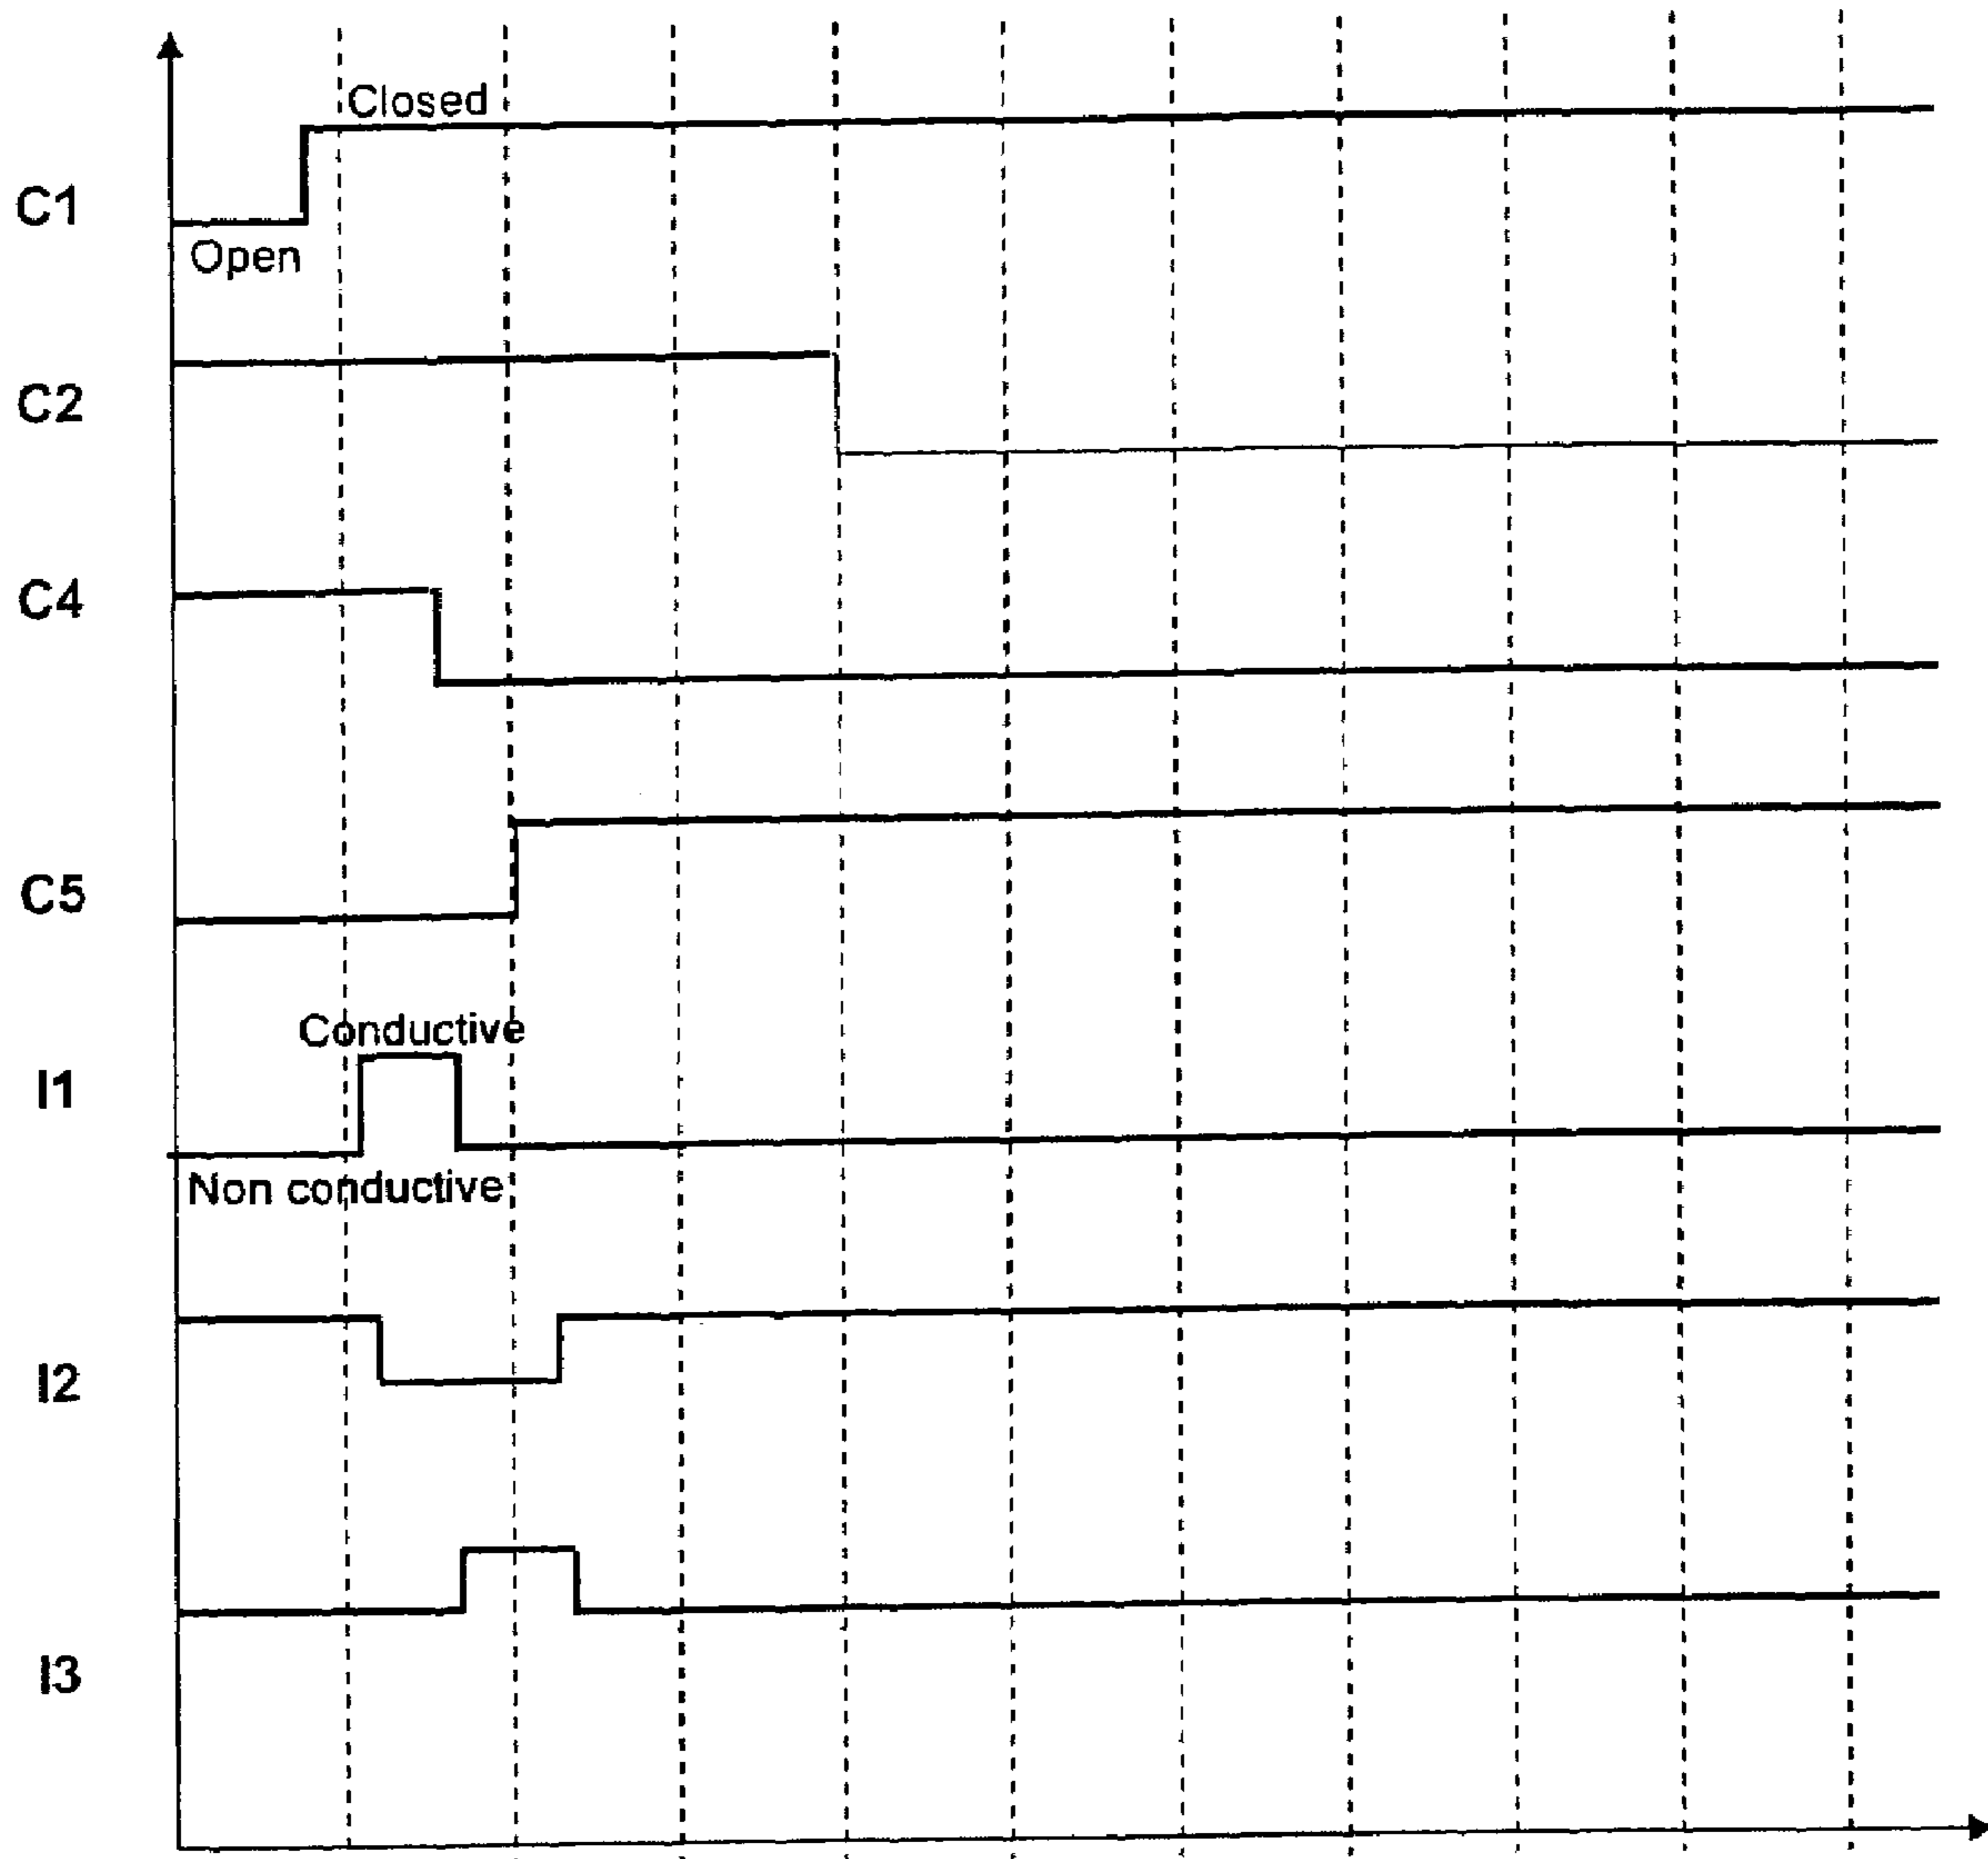 Closed
C1
Open
C2
C4
C5
Conductive
I1
Non conductive
I2
I3